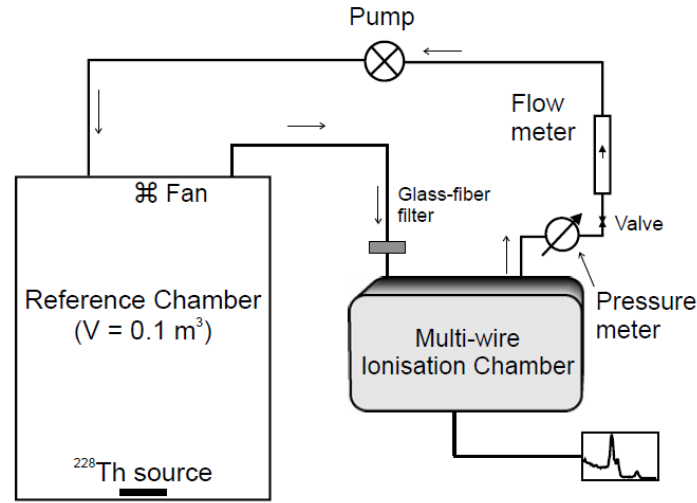 Pump
Flow
meter
⌘ Fan
Glass-fiber
filter
Valve
Reference Chamber
(V = 0.1 m³)
Pressure
meter
Multi-wire
Ionisation Chamber
²²⁸Th source